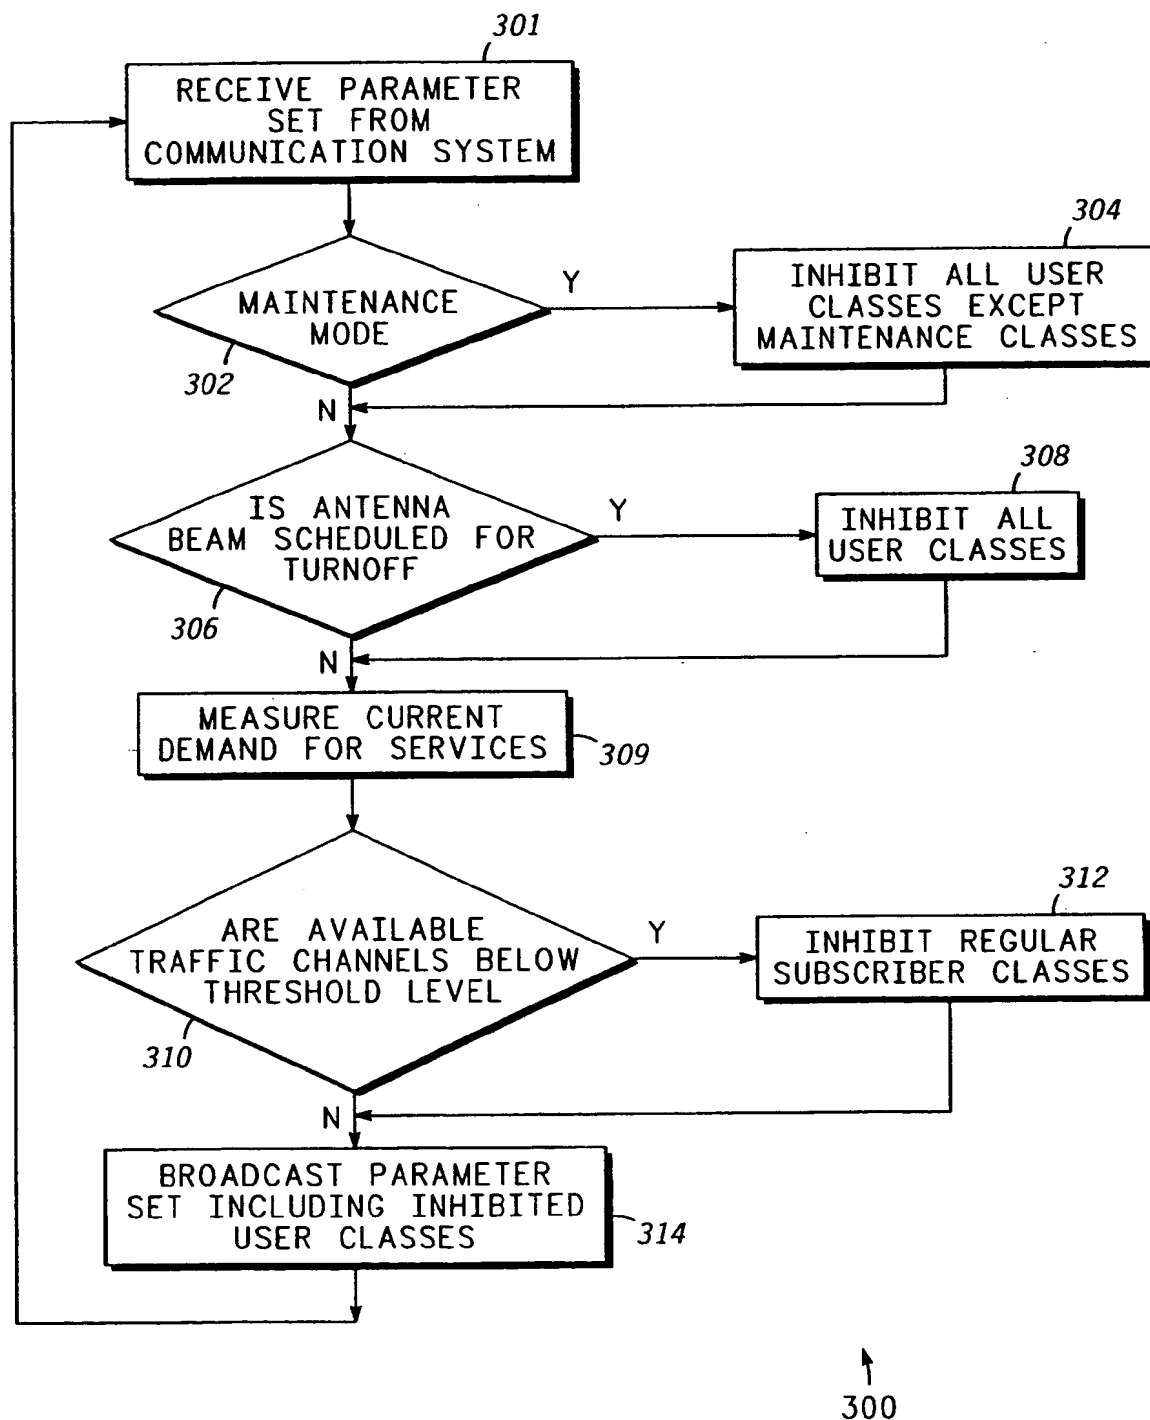 301
RECEIVE PARAMETER
SET FROM
COMMUNICATION SYSTEM
MAINTENANCE
MODE
302
Y
304
INHIBIT ALL USER
CLASSES EXCEPT
MAINTENANCE CLASSES
N
IS ANTENNA
BEAM SCHEDULED FOR
TURNOFF
306
Y
308
INHIBIT ALL
USER CLASSES
N
MEASURE CURRENT
DEMAND FOR SERVICES
309
ARE AVAILABLE
TRAFFIC CHANNELS BELOW
THRESHOLD LEVEL
310
Y
312
INHIBIT REGULAR
SUBSCRIBER CLASSES
N
BROADCAST PARAMETER
SET INCLUDING INHIBITED
USER CLASSES
314
300